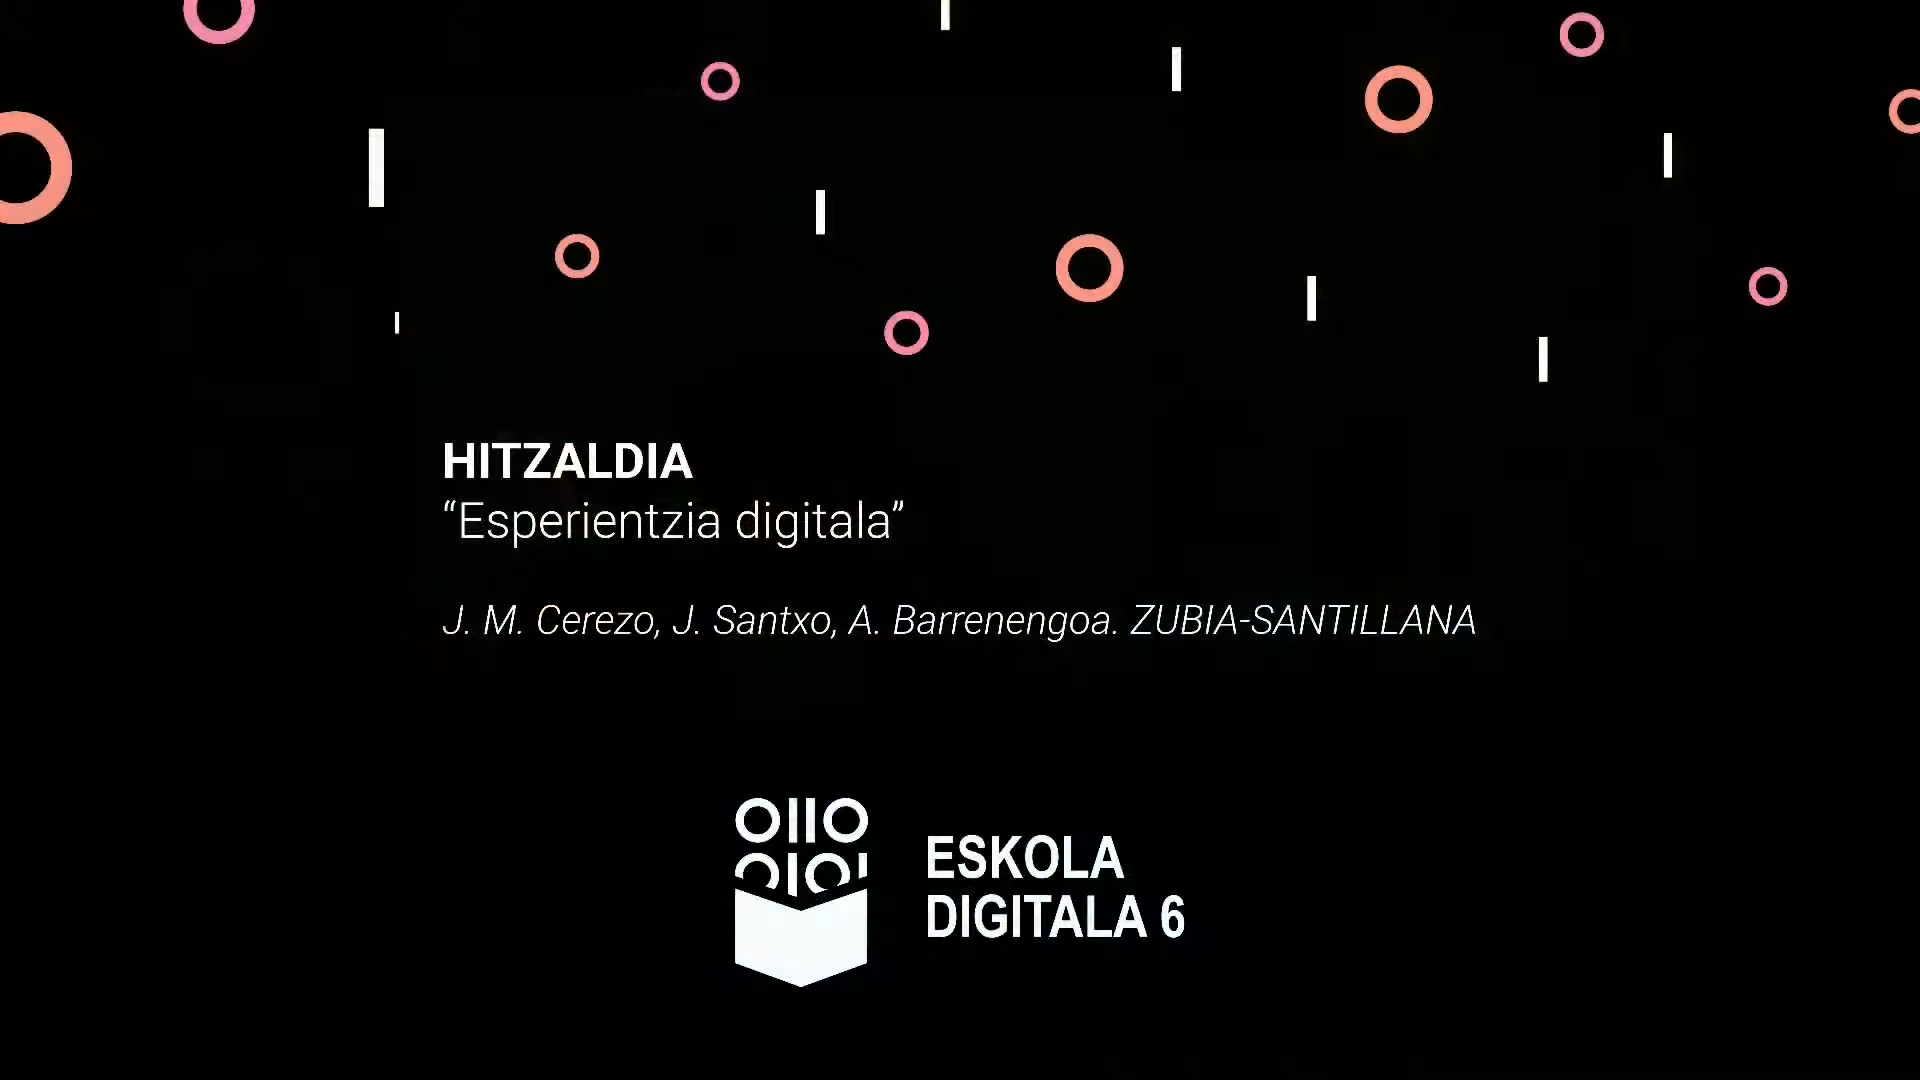 HITZALDIA
“Esperientzia digitala”
J. M. Cerezo, J. Santxo, A. Barrenengoa. ZUBIA-SANTILLANA
ESKOLA
DIGITALA 6